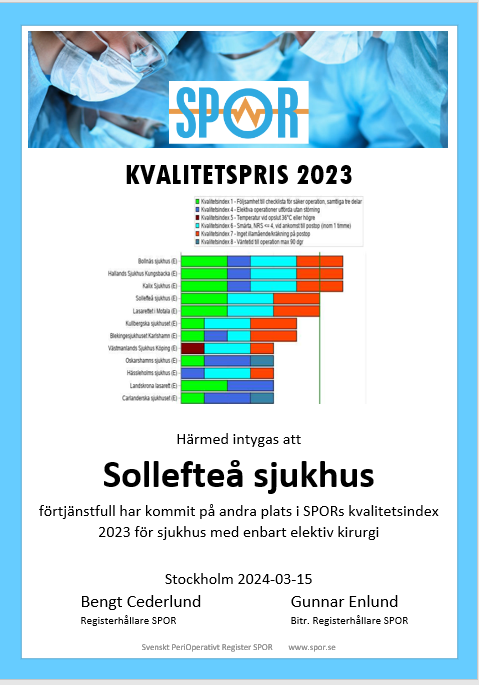 SPOR
KVALITETSPRIS 2023
Kvalitetsindex 1 - Följsamhet till checklista för säker operation, samtliga tre delar
Kvalitetsindex 4 - Elektiva operationer utförda utan störning
Kvalitetsindex 5 - Temperatur vid opslut 36°C eller högre
Kvalitetsindex 6 - Smärta, NRS <= 4, vid ankomst till postop (inom 1 timme)
Kvalitetsindex 7 - Inget illamående/kräkning på postop
Kvalitetsindex 8 - Väntetid till operation max 90 dgr
Bollnäs sjukhus (E)
Hallands Sjukhus Kungsbacka (E)
Kalix Sjukhus (E)
Sollefteå sjukhus (E)
Lasarettet i Motala (E)
Kullbergska sjukhuset (E)
Blekingesjukhuset Karlshamn (E)
Västmanlands Sjukhus Köping (E)
Oskarshamns sjukhus (E)
Hässleholms sjukhus (E)
Landskrona lasarett (E)
Carlanderska sjukhuset (E)
Härmed intygas att
Sollefteå sjukhus
förtjänstfull har kommit på andra plats i SPORs kvalitetsindex
2023 för sjukhus med enbart elektiv kirurgi
Stockholm 2024-03-15
Bengt Cederlund Gunnar Enlund
Registerhållare SPOR Bitr. Registerhållare SPOR
Svenskt PeriOperativt Register SPOR www.spor.se